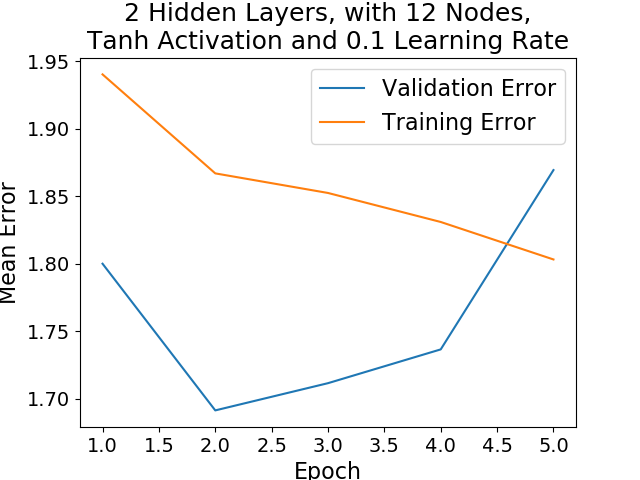 2 Hidden Layers, with 12 Nodes,
Tanh Activation and 0.1 Learning Rate
Validation Error
Training Error
Mean Error
1.95
1.90
1.85
1.80
1.75
1.70
1.0 1.5 2.0 2.5 3.0 3.5 4.0 4.5 5.0
Epoch